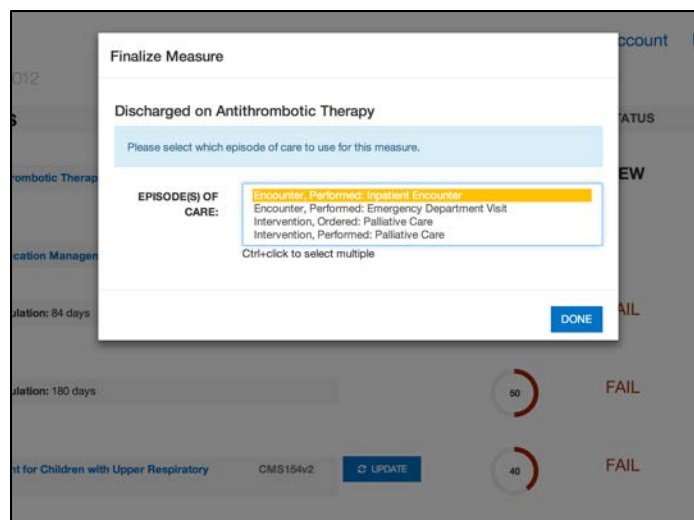 Finalize Measure
ccount
012
Discharged on Antithrombotic Therapy
S
TATUS
Please select which episode of care to use for this measure.
EW
rombotic Therap
EPISODE(S) OF
CARE:
Encounter, Performed: Inpatient Encounter
Encounter, Performed: Emergency Department Visit
Intervention, Ordered: Palliative Care
Intervention, Performed: Palliative Care
Ctrl+click to select multiple
cation Managen
ulation: 84 days
DONE
AIL
ulation: 180 days
50
FAIL
nt for Children with Upper Respiratory
CMS154v2
UPDATE
40
FAIL